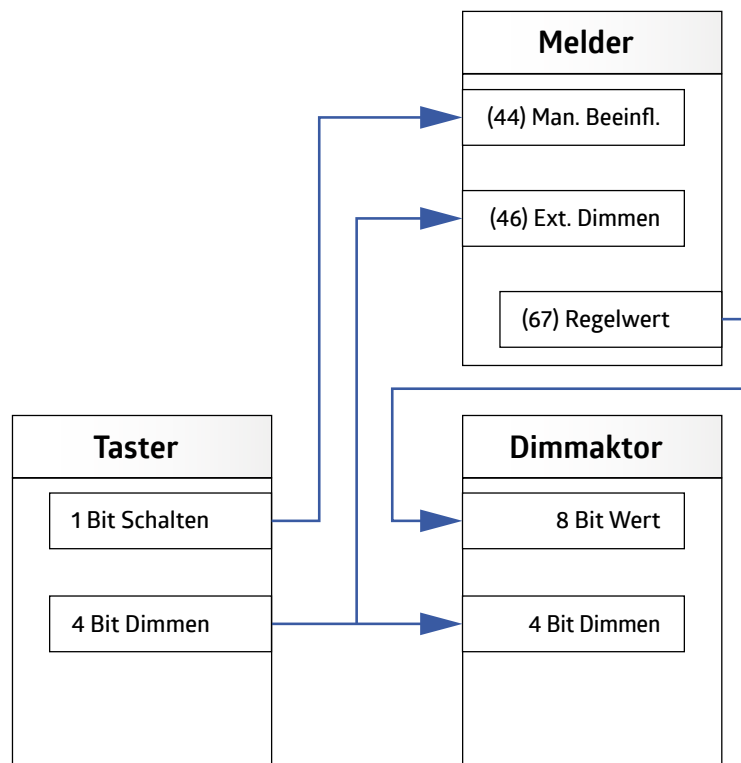 Melder
(44) Man. Beeinfl.
(46) Ext. Dimmen
(67) Regelwert
Taster
1 Bit Schalten
4 Bit Dimmen
Dimmaktor
8 Bit Wert
4 Bit Dimmen